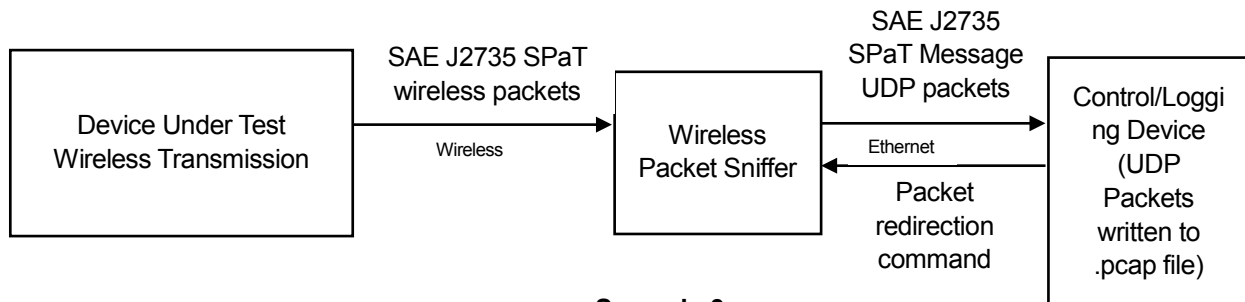 Device Under Test
Wireless Transmission
SAE J2735 SPaT
wireless packets
Wireless
Wireless
Packet Sniffer
SAE J2735
SPaT Message
UDP packets
Ethernet
Packet
redirection
command
Control/Loggi
ng Device
(UDP
Packets
written to
.pcap file)